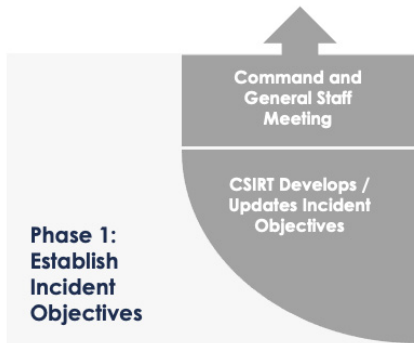 Command and
General Staff
Meeting
CSIRT Develops /
Updates Incident
Objectives
Phase 1:
Establish
Incident
Objectives